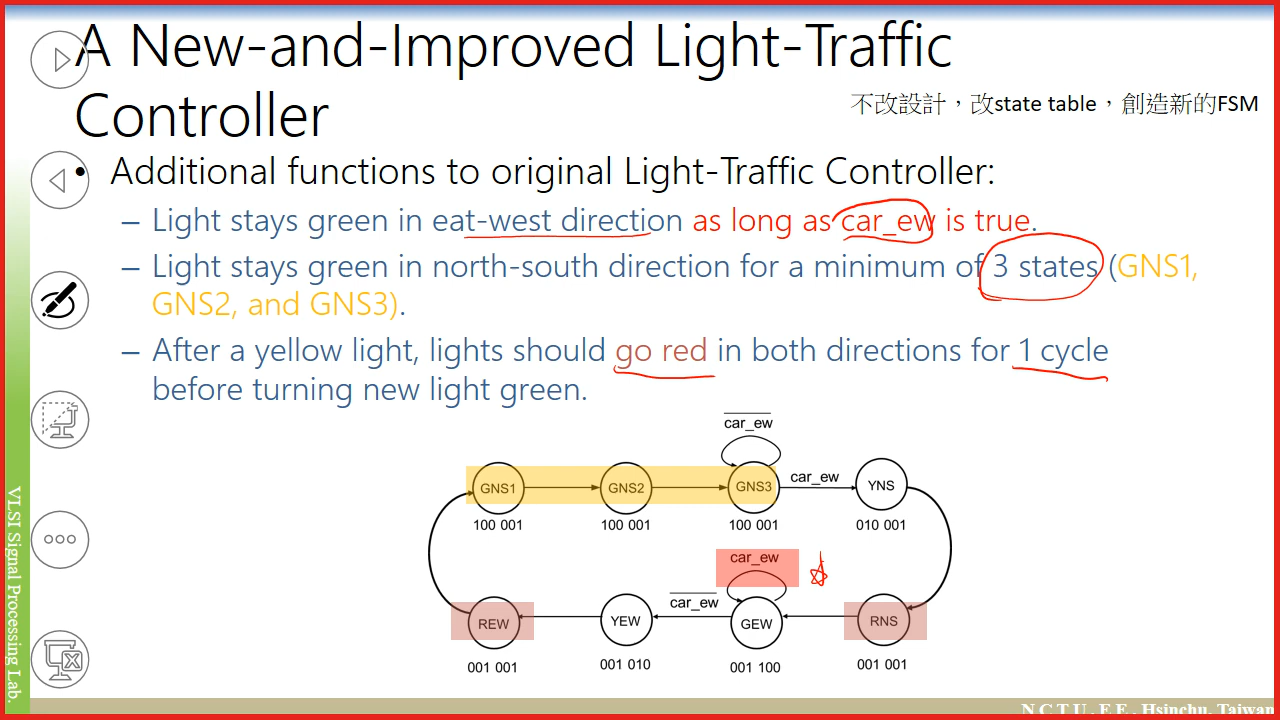 A New-and-Improved Light-Traffic
Controller
不改設計，改state table，創造新的FSM
• Additional functions to original Light-Traffic Controller:
– Light stays green in eat-west direction as long as car_ew is true.
– Light stays green in north-south direction for a minimum of 3 states (GNS1,
GNS2, and GNS3).
– After a yellow light, lights should go red in both directions for 1 cycle
before turning new light green.
car_ew
GNS1 GNS2 GNS3 car_ew YNS
100 001 100 001 100 001 010 001
car_ew
REW YEW car_ew GEW RNS
001 001 001 010 001 100 001 001
VLSI Signal Processing Lab.
N C T U. E E. Hsinchu, Taiwan